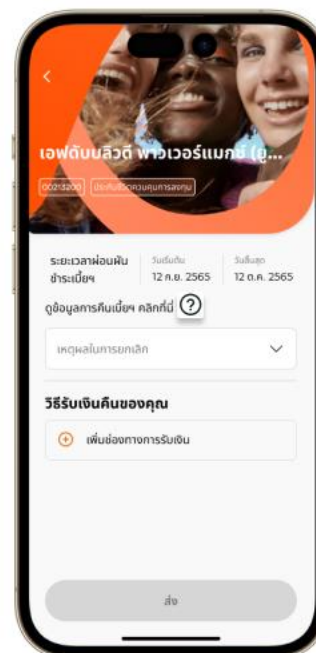 เอฟดับบลิวดี พาวเวอร์แมกซ์ (ยู...
00213200 ประกันชีวิตควบคุมการลงทุน
ระยะเวลาผ่อนผัน
ชำระเบี้ยฯ
วันเริ่มต้น
12 ก.ย. 2565
วันสิ้นสุด
12 ต.ค. 2565
ดูข้อมูลการคืนเบี้ยฯ คลิกที่นี่ ?
เหตุผลในการยกเลิก
วิธีรับเงินคืนของคุณ
เพิ่มช่องทางการรับเงิน
ส่ง